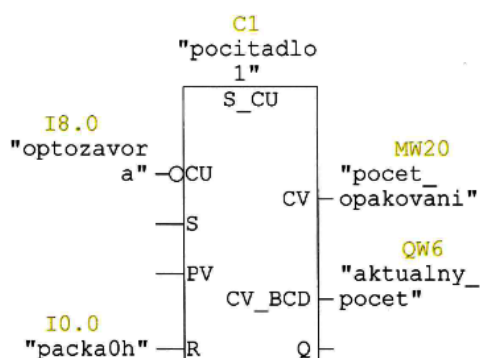 C1
"pocitadlo
1"
S_CU
I8.0
"optozavor
a"
CU
S
PV
I0.0
"packa0h"
R
MW20
"pocet_
opakovani"
CV
QW6
"aktualny_
pocet"
CV_BCD
Q